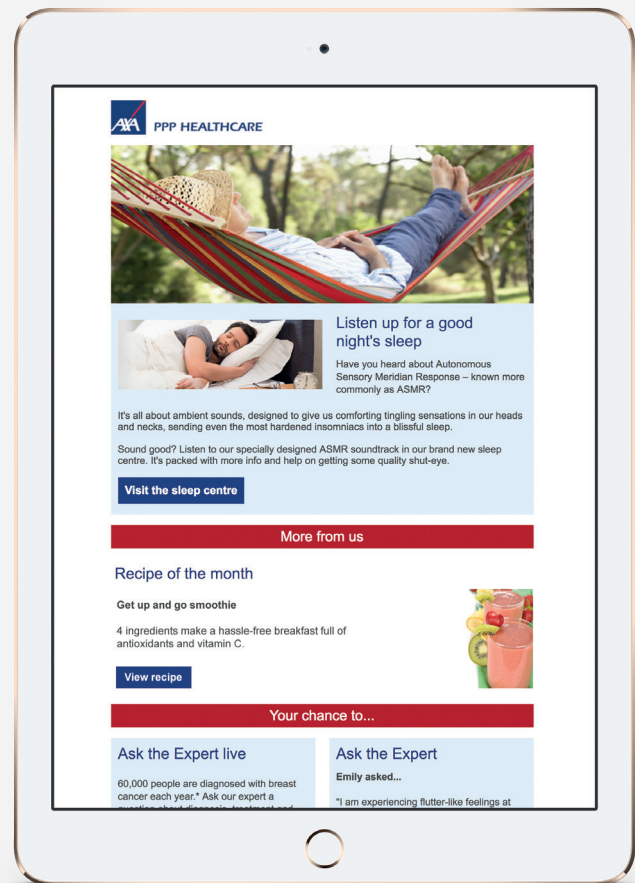 AXA PPP HEALTHCARE
Listen up for a good
night's sleep
Have you heard about Autonomous
Sensory Meridian Response – known more
commonly as ASMR?
It's all about ambient sounds, designed to give us comforting tingling sensations in our heads
and necks, sending even the most hardened insomniacs into a blissful sleep.
Sound good? Listen to our specially designed ASMR soundtrack in our brand new sleep
centre. It's packed with more info and help on getting some quality shut-eye.
Visit the sleep centre
More from us
Recipe of the month
Get up and go smoothie
4 ingredients make a hassle-free breakfast full of
antioxidants and vitamin C.
View recipe
Your chance to...
Ask the Expert live
60,000 people are diagnosed with breast
cancer each year.* Ask our expert a
question about diagnosis, treatment and
Ask the Expert
Emily asked...
"I am experiencing flutter-like feelings at